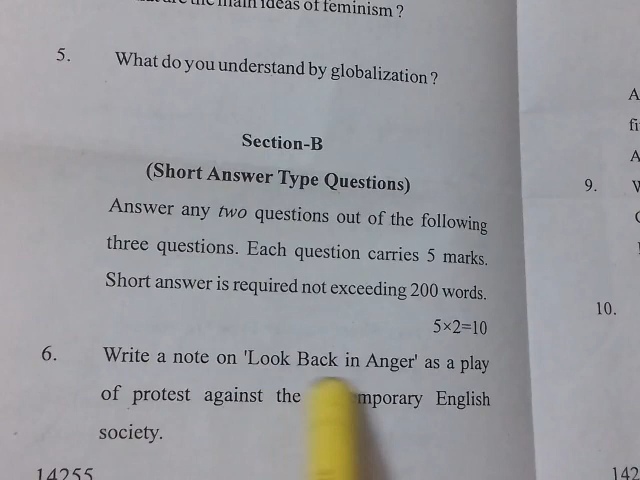 are the main ideas of feminism ?
5. What do you understand by globalization ?
Section-B
(Short Answer Type Questions)
Answer any two questions out of the following
three questions. Each question carries 5 marks.
Short answer is required not exceeding 200 words.
5×2=10
6. Write a note on 'Look Back in Anger' as a play
of protest against the mporary English
society.
14255
A
fi
A
9.
10.
142